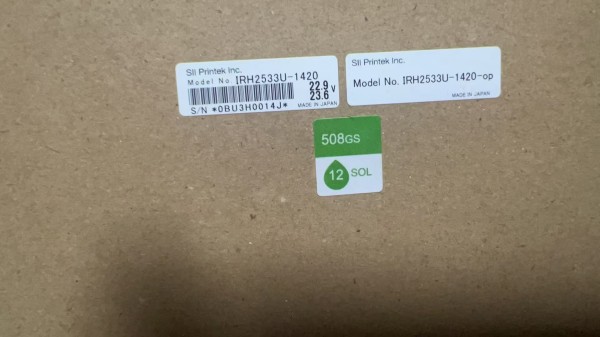 SII Printek Inc.
Model No. IRH2533U-1420
22.9
23.6 V
S/N *0BU3H0014J* MADE IN JAPAN
SII Printek Inc.
Model No. IRH2533U-1420-op
MADE IN JAPAN
508GS
12 SOL